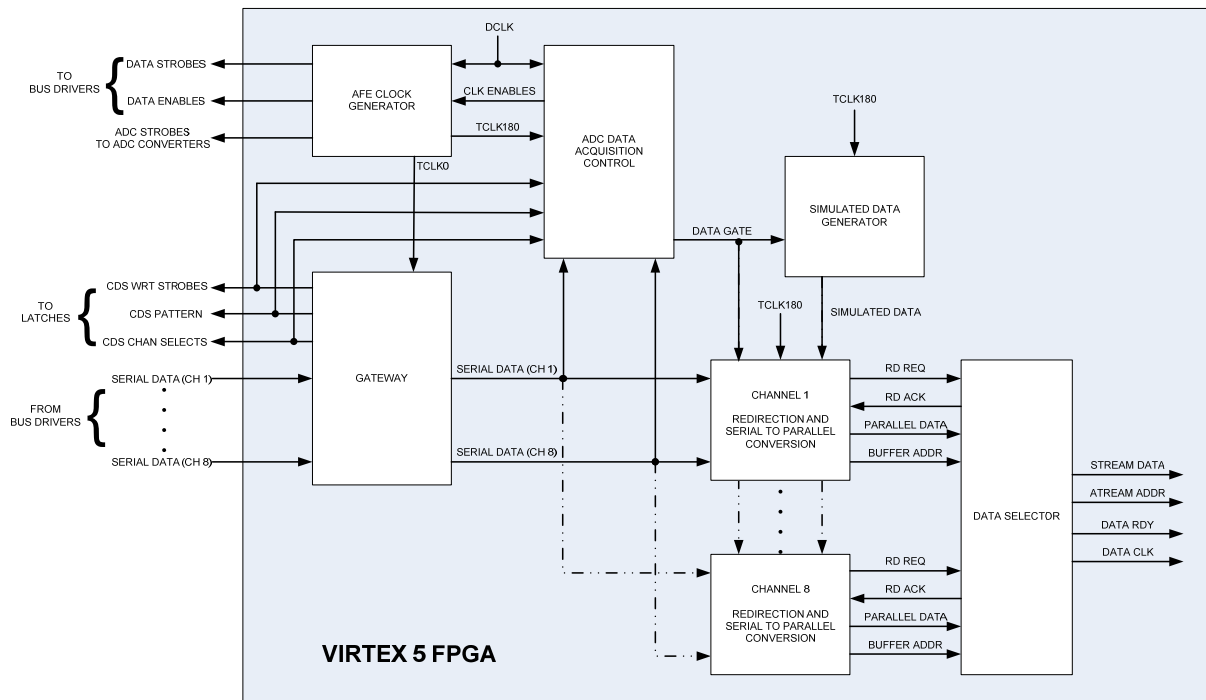 DCLK
TO
BUS DRIVERS
DATA STROBES
DATA ENABLES
ADC STROBES
TO ADC CONVERTERS
AFE CLOCK
GENERATOR
CLK ENABLES
TCLK180
TCLK0
ADC DATA
ACQUISITION
CONTROL
TCLK180
SIMULATED DATA
GENERATOR
DATA GATE
TO
LATCHES
CDS WRT STROBES
CDS PATTERN
CDS CHAN SELECTS
TCLK180
SIMULATED DATA
FROM
BUS DRIVERS
SERIAL DATA (CH 1)
SERIAL DATA (CH 8)
GATEWAY
SERIAL DATA (CH 1)
SERIAL DATA (CH 8)
CHANNEL 1
REDIRECTION AND
SERIAL TO PARALLEL
CONVERSION
RD REQ
RD ACK
PARALLEL DATA
BUFFER ADDR
CHANNEL 8
REDIRECTION AND
SERIAL TO PARALLEL
CONVERSION
RD REQ
RD ACK
PARALLEL DATA
BUFFER ADDR
DATA SELECTOR
STREAM DATA
ATREAM ADDR
DATA RDY
DATA CLK
VIRTEX 5 FPGA